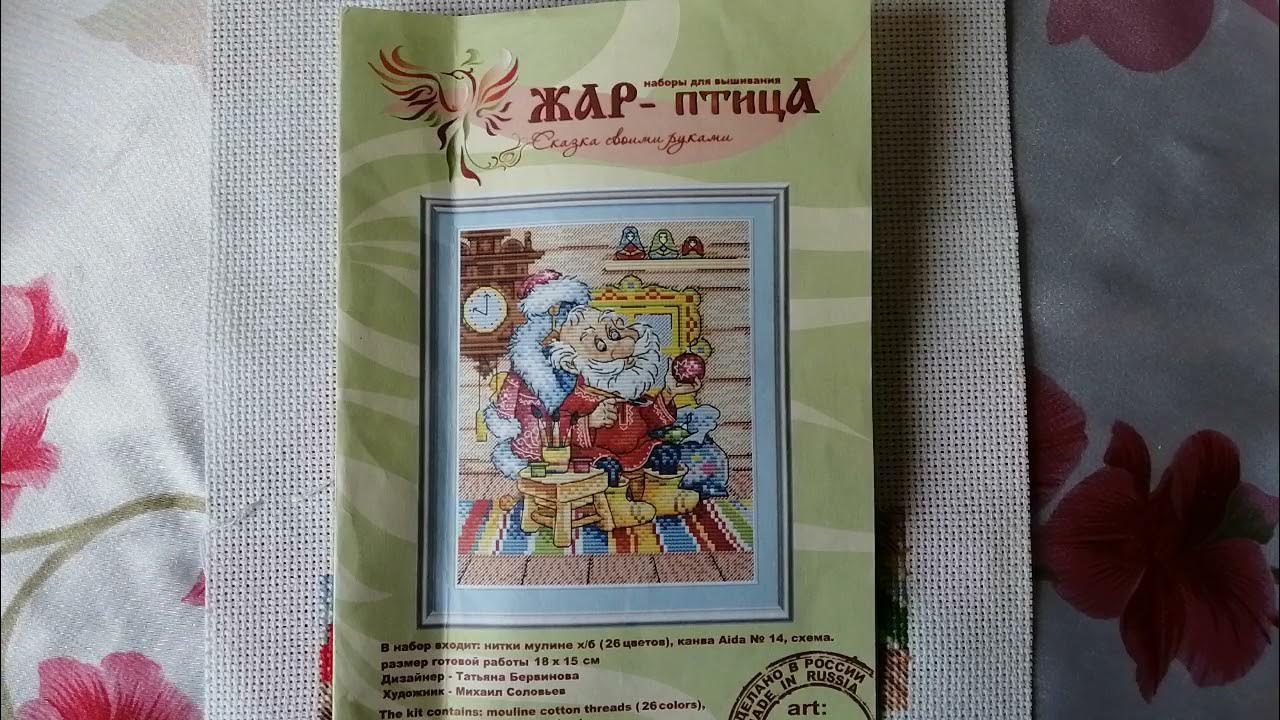 наборы для вышивания
ЖАР- ПТИЦА
Сказка своими руками
В набор входит: нитки мулине х/б (26 цветов), канва Aida № 14, схема.
размер готовой работы 18 x 15 см
Дизайнер - Татьяна Бервинова
Художник - Михаил Соловьев
The kit contains: mouline cotton threads (26 colors),
СДЕЛАНО В РОССИИ
MADE IN RUSSIA
art: